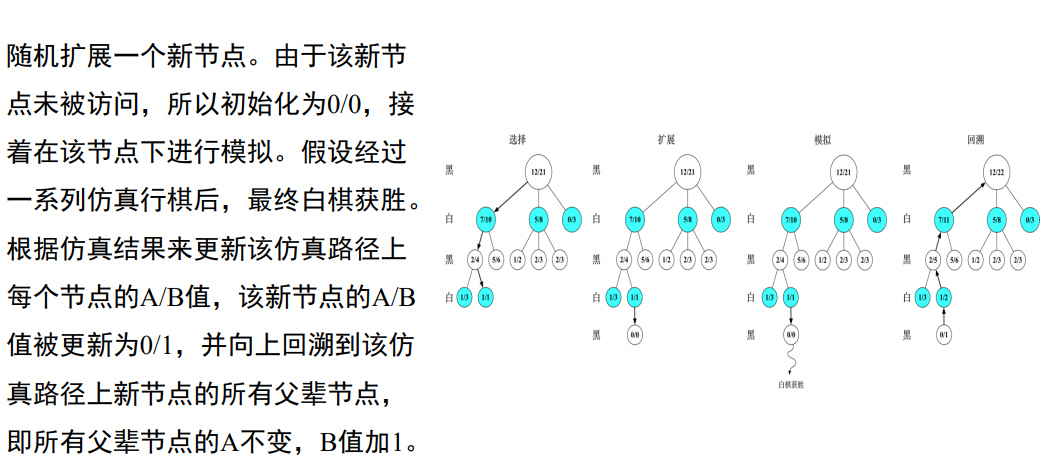 随机扩展一个新节点。由于该新节
点未被访问，所以初始化为0/0，接
着在该节点下进行模拟。假设经过
一系列仿真行棋后，最终白棋获胜。
根据仿真结果来更新该仿真路径上
每个节点的A/B值，该新节点的A/B
值被更新为0/1，并向上回溯到该仿
真路径上新节点的所有父辈节点，
即所有父辈节点的A不变，B值加1。
选择
黑 12/21
白 7/10 5/8 0/3
黑 2/4 5/6 1/2 2/3 2/3
白 1/3 1/1
扩展
黑 12/21
白 7/10 5/8 0/3
黑 2/4 5/6 1/2 2/3 2/3
白 1/3 1/1
黑 0/0
模拟
黑 12/21
白 7/10 5/8 0/3
黑 2/4 5/6 1/2 2/3 2/3
白 1/3 1/1
黑 0/0
白棋获胜
回溯
黑 12/22
白 7/11 5/8 0/3
黑 2/5 5/6 1/2 2/3 2/3
白 1/3 1/2
黑 0/1